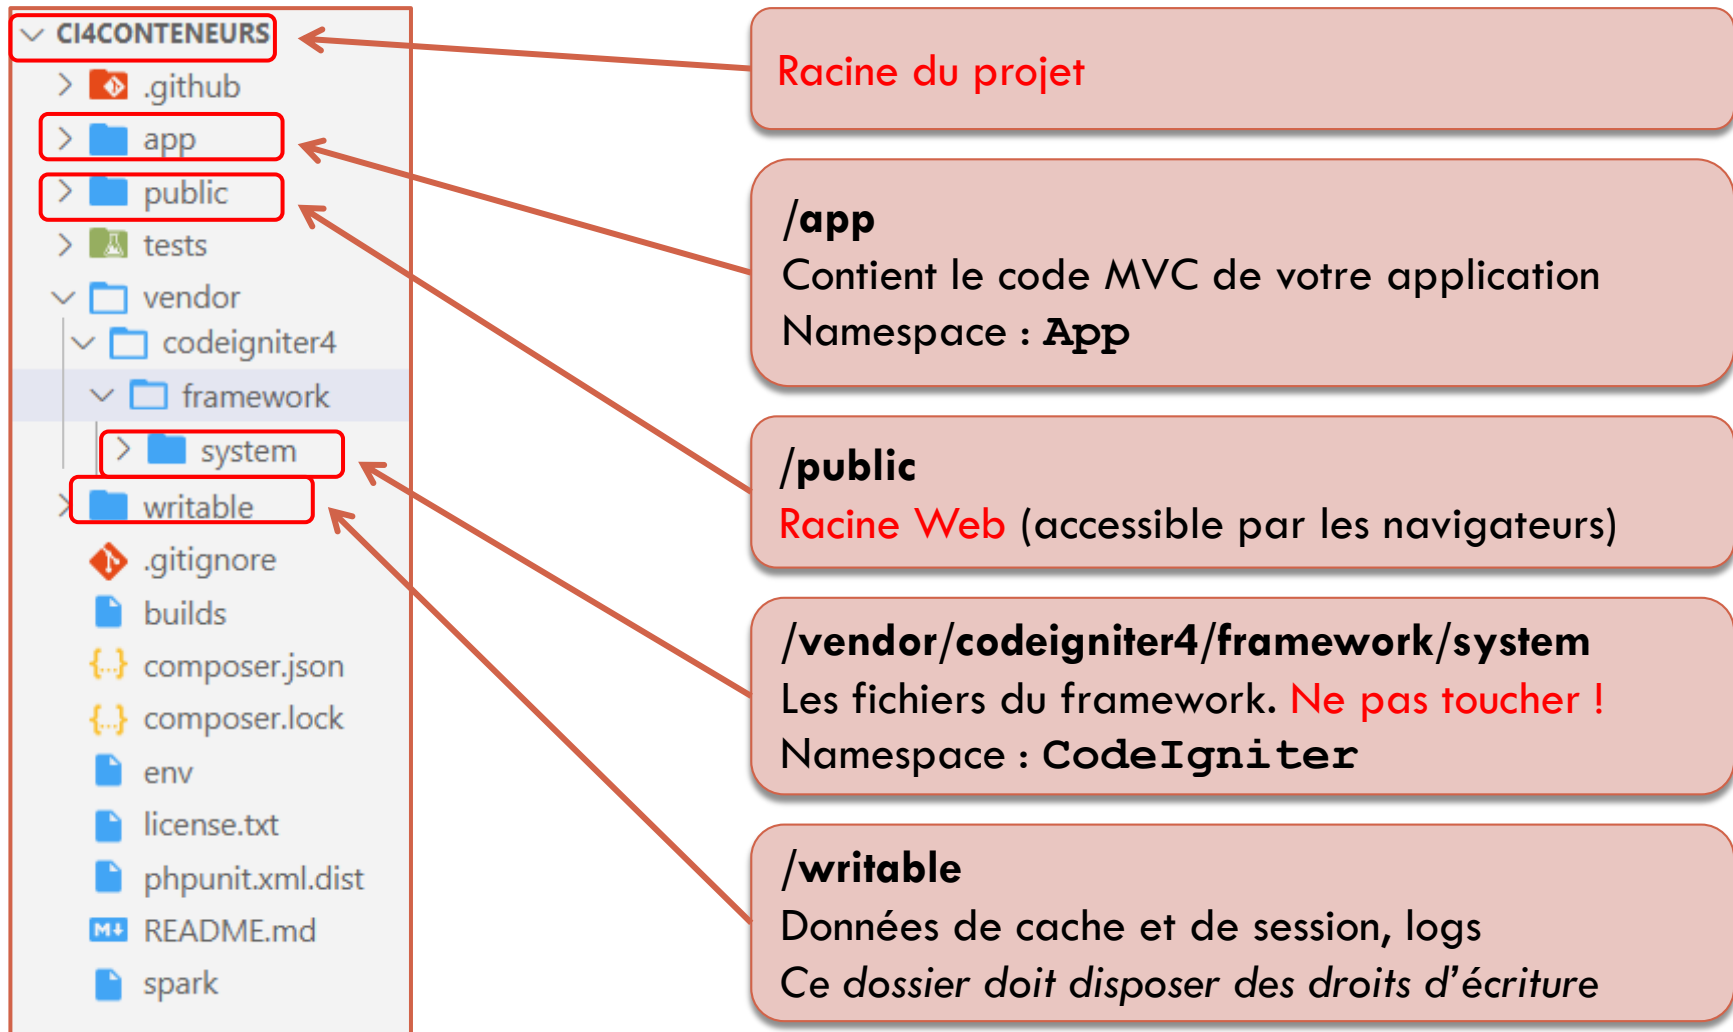 CI4CONTENEURS
.github
app
public
tests
vendor
codeigniter4
framework
system
writable
.gitignore
builds
{..} composer.json
{..} composer.lock
env
license.txt
phpunit.xml.dist
M+ README.md
spark
Racine du projet
/app
Contient le code MVC de votre application
Namespace : App
/public
Racine Web (accessible par les navigateurs)
/vendor/codeigniter4/framework/system
Les fichiers du framework. Ne pas toucher !
Namespace : CodeIgniter
/writable
Données de cache et de session, logs
Ce dossier doit disposer des droits d’écriture